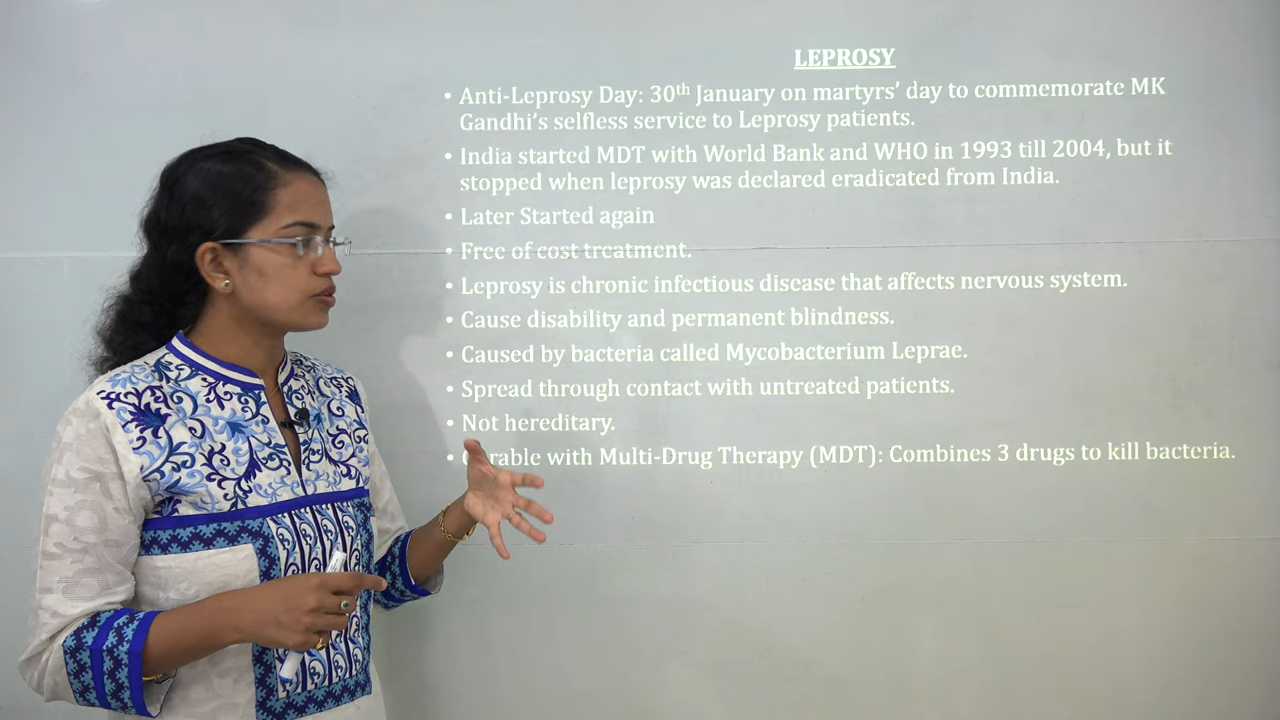 LEPROSY
• Anti-Leprosy Day: 30th January on martyrs' day to commemorate MK
Gandhi's selfless service to Leprosy patients.
• India started MDT with World Bank and WHO in 1993 till 2004, but it
stopped when leprosy was declared eradicated from India.
• Later Started again
• Free of cost treatment.
• Leprosy is chronic infectious disease that affects nervous system.
• Cause disability and permanent blindness.
• Caused by bacteria called Mycobacterium Leprae.
• Spread through contact with untreated patients.
• Not hereditary.
• Curable with Multi-Drug Therapy (MDT): Combines 3 drugs to kill bacteria.